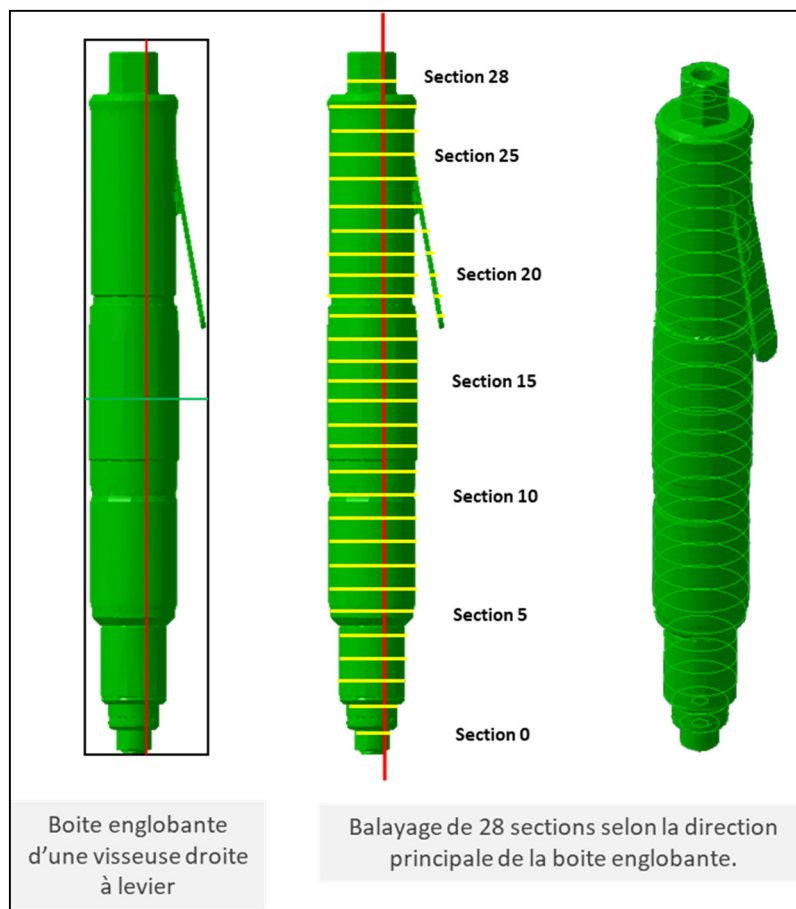 Section 28
Section 25
Section 20
Section 15
Section 10
Section 5
Section 0
Boite englobante
d’une visseuse droite
à levier
Balayage de 28 sections selon la direction
principale de la boite englobante.